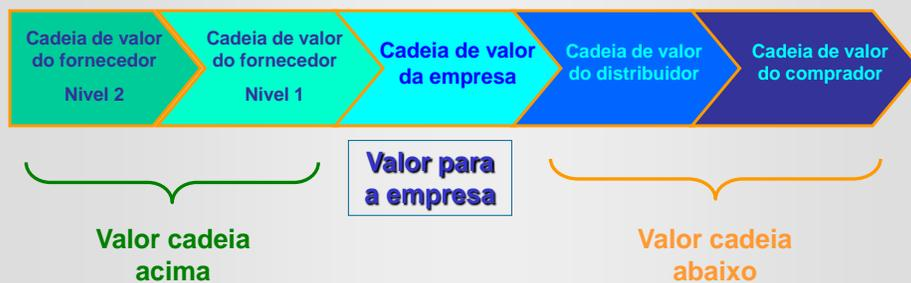 Cadeia de valor
do fornecedor
Nivel 2
Cadeia de valor
do fornecedor
Nivel 1
Cadeia de valor
da empresa
Cadeia de valor
do distribuidor
Cadeia de valor
do comprador
Valor para
a empresa
Valor cadeia
acima
Valor cadeia
abaixo